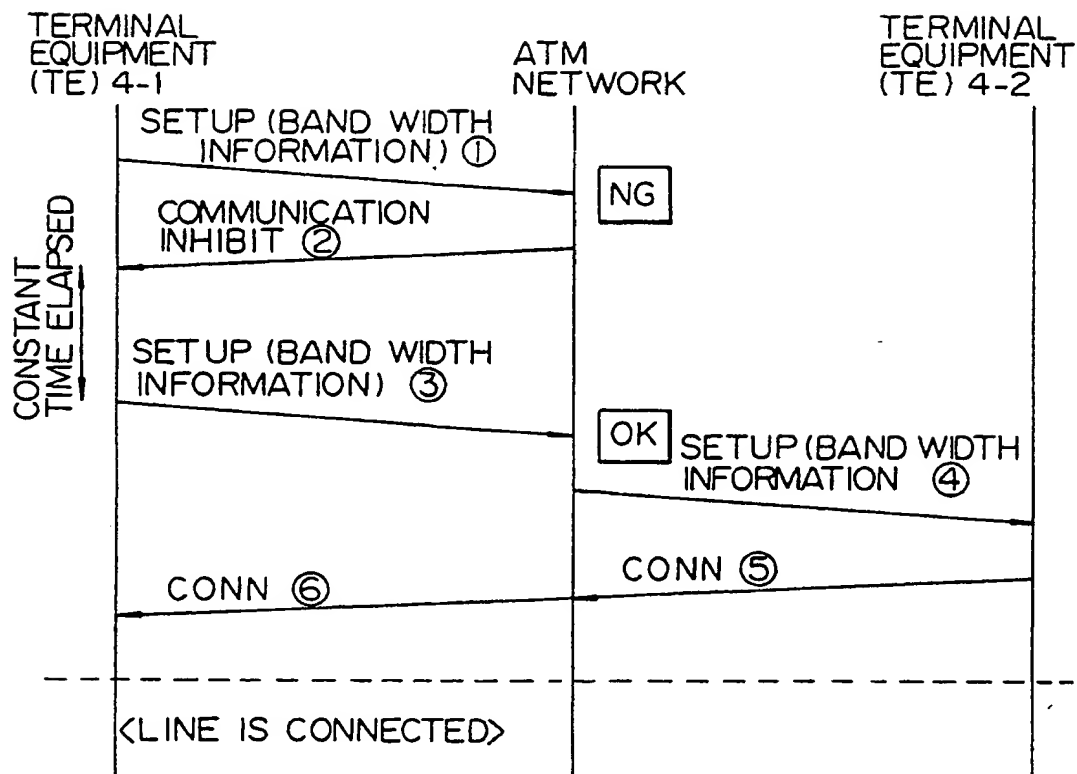 TERMINAL
EQUIPMENT
(TE) 4-1
ATM
NETWORK
TERMINAL
EQUIPMENT
(TE) 4-2
SETUP (BAND WIDTH
INFORMATION) ①
NG
COMMUNICATION
INHIBIT ②
CONSTANT
TIME ELAPSED
SETUP (BAND WIDTH
INFORMATION) ③
OK
SETUP (BAND WIDTH
INFORMATION ④
CONN ⑤
CONN ⑥
<LINE IS CONNECTED>